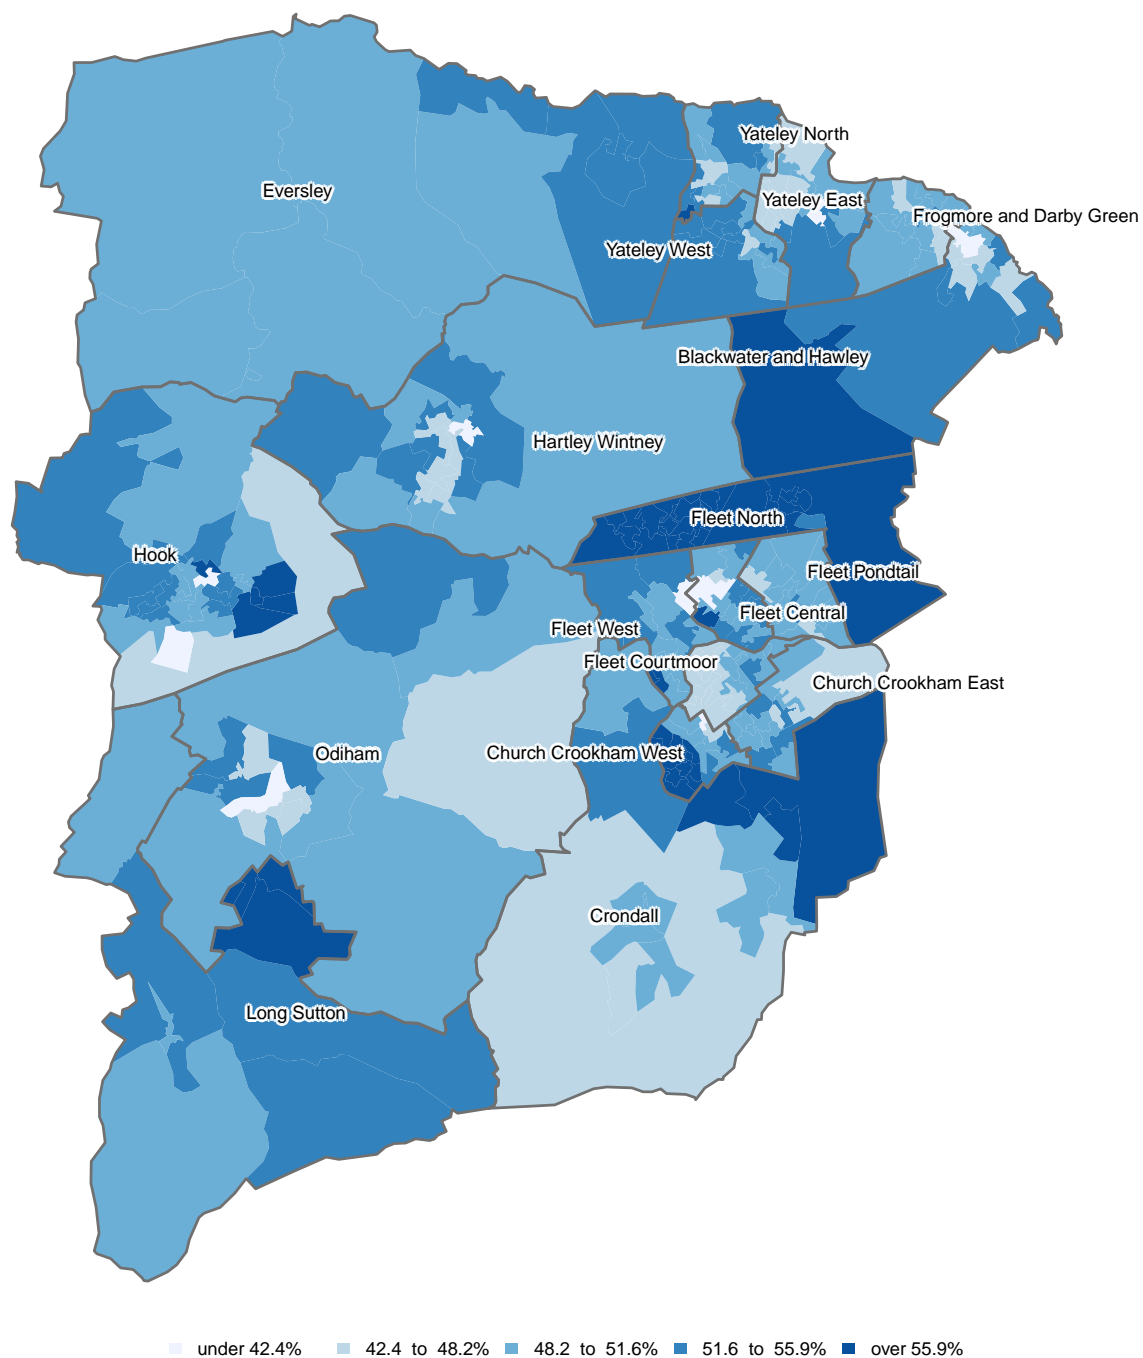 Yateley North
Eversley
Yateley East
Frogmore and Darby Green
Yateley West
Blackwater and Hawley
Hartley Wintney
Fleet North
Hook
Fleet Pondtail
Fleet Central
Fleet West
Fleet Courtmoor
Church Crookham East
Odiham
Church Crookham West
Crondall
Long Sutton
under 42.4% 42.4 to 48.2% 48.2 to 51.6% 51.6 to 55.9% over 55.9%